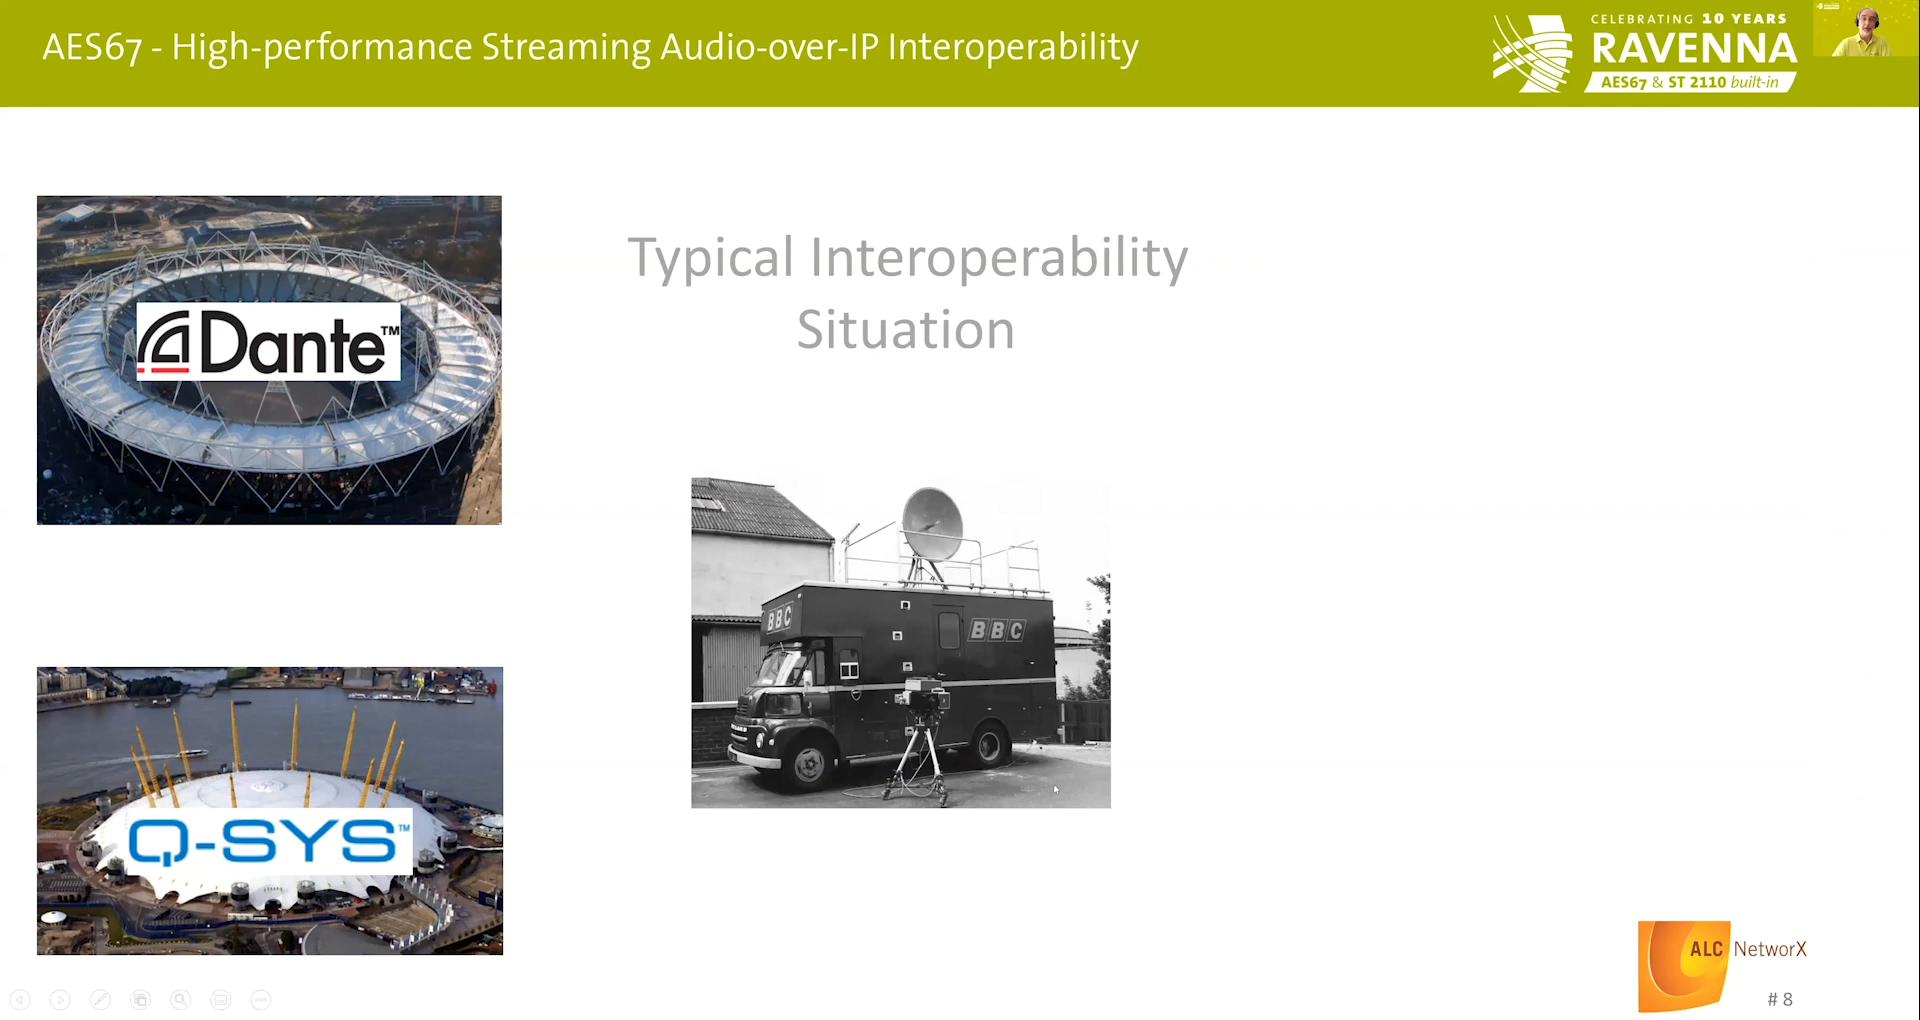 AES67 - High-performance Streaming Audio-over-IP Interoperability
CELEBRATING 10 YEARS
RAVENNA
AES67 & ST 2110 built-in
Typical Interoperability
Situation
Dante™
BBC
BBC
Q-SYS™
ALC NetworX
# 8